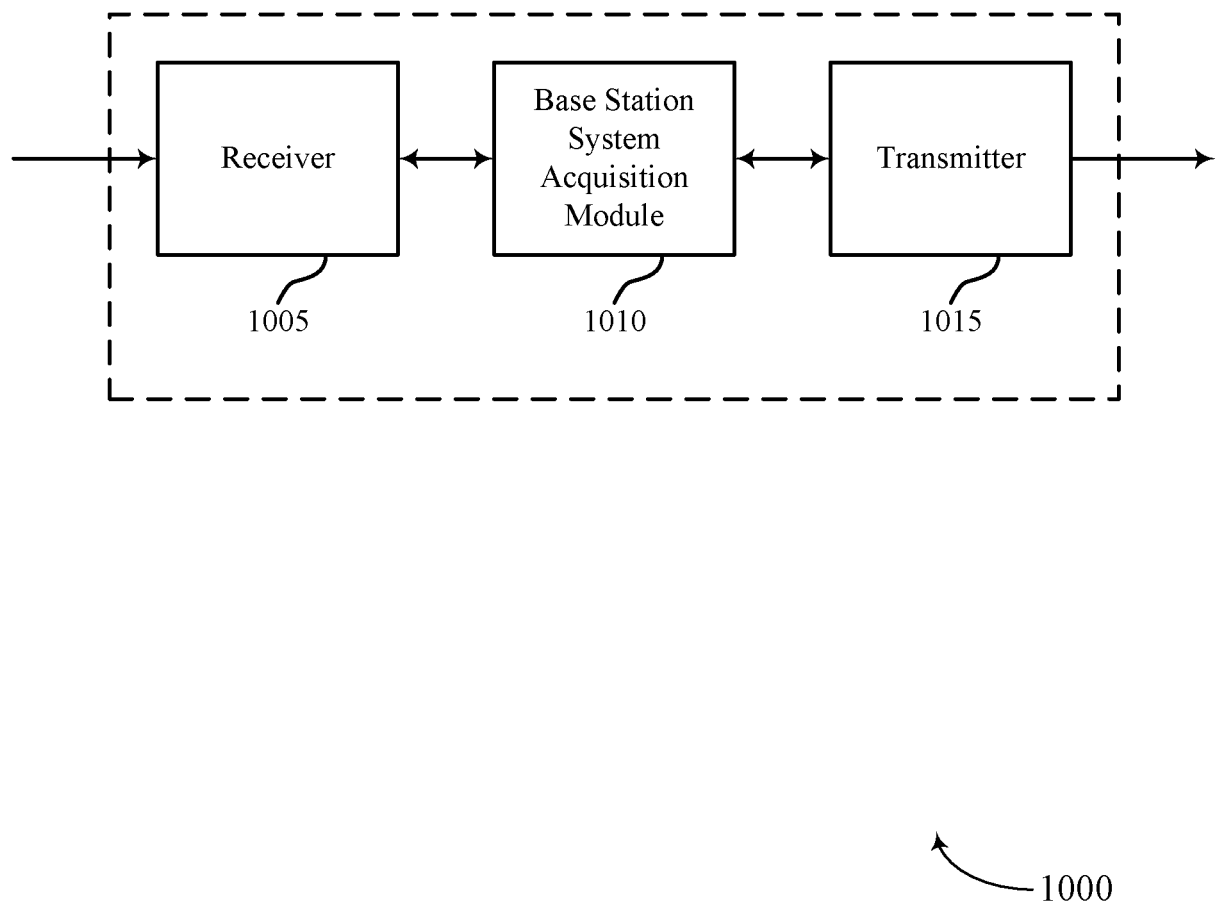 Receiver
Base Station
System
Acquisition
Module
Transmitter
1005
1010
1015
1000